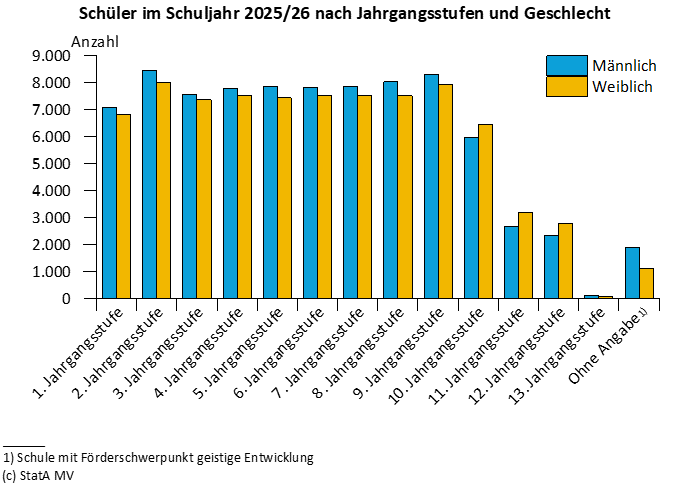 Schüler im Schuljahr 2025/26 nach Jahrgangsstufen und Geschlecht
Anzahl
9.000
8.000
7.000
6.000
5.000
4.000
3.000
2.000
1.000
0
Männlich
Weiblich
1. Jahrgangsstufe
2. Jahrgangsstufe
3. Jahrgangsstufe
4. Jahrgangsstufe
5. Jahrgangsstufe
6. Jahrgangsstufe
7. Jahrgangsstufe
8. Jahrgangsstufe
9. Jahrgangsstufe
10. Jahrgangsstufe
11. Jahrgangsstufe
12. Jahrgangsstufe
13. Jahrgangsstufe
Ohne Angabe 1)
1) Schule mit Förderschwerpunkt geistige Entwicklung
(c) StatA MV